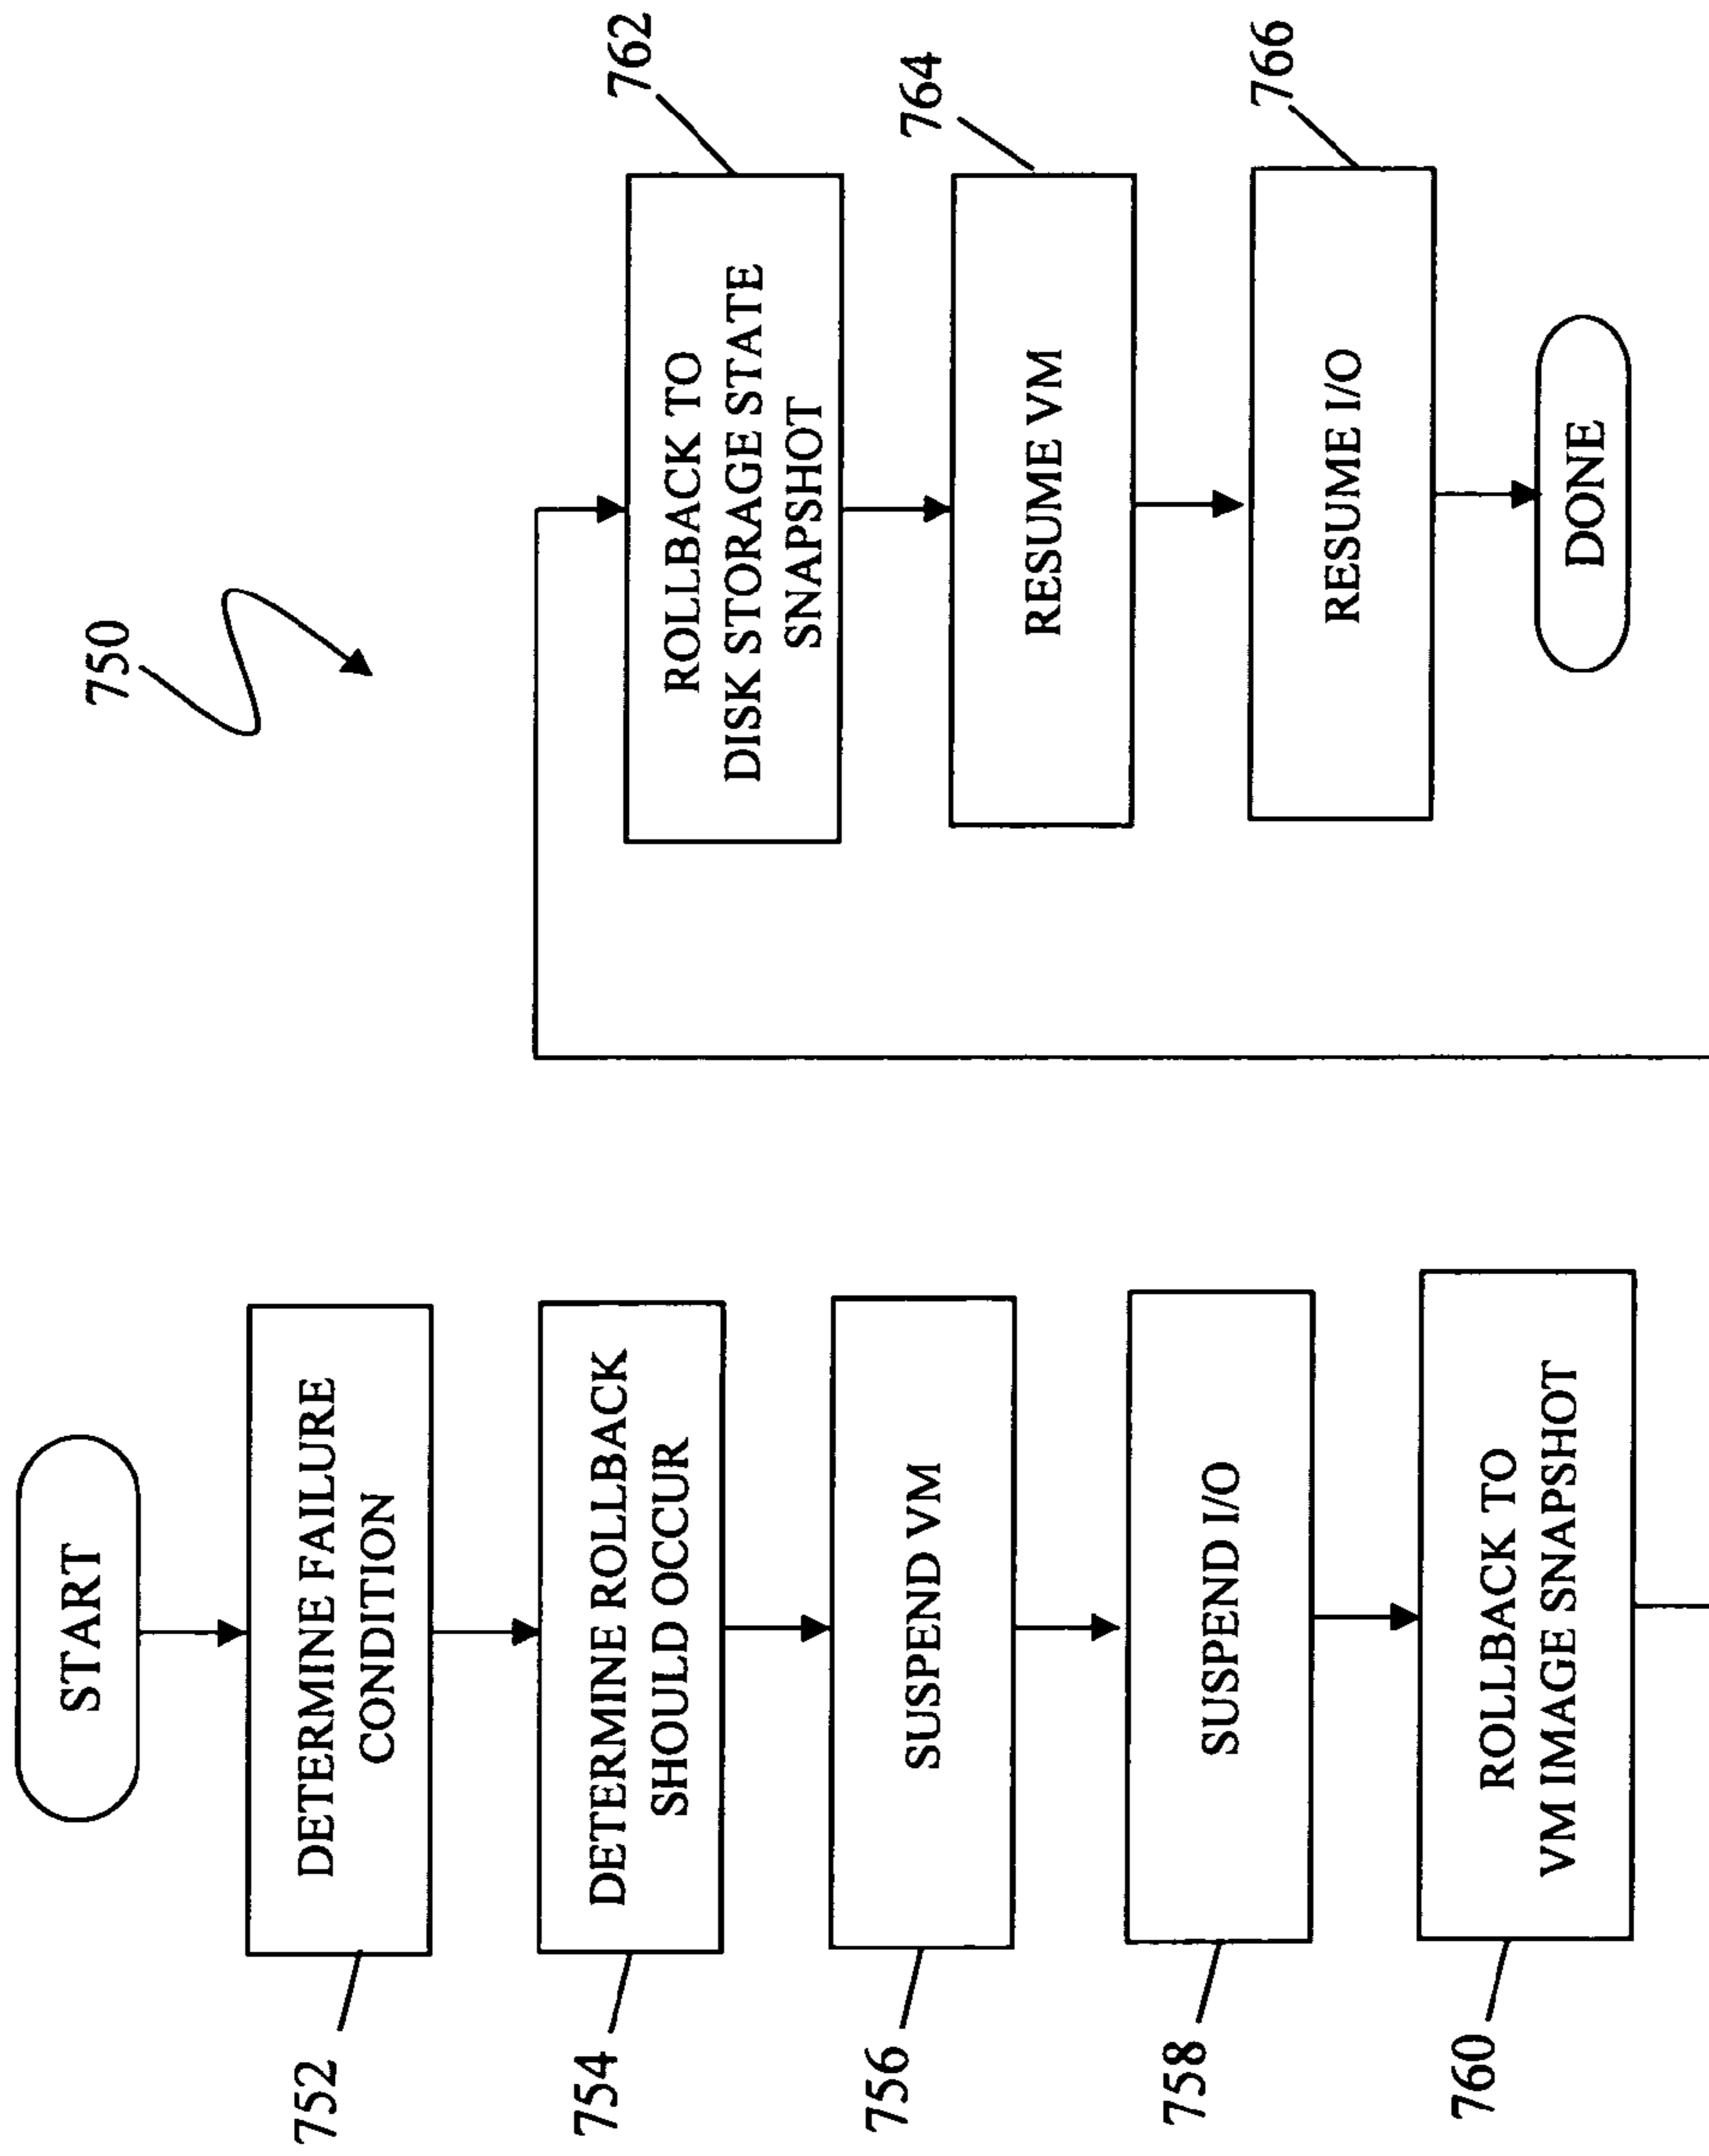 750
START
752
DETERMINE FAILURE
CONDITION
754
DETERMINE ROLLBACK
SHOULD OCCUR
756
SUSPEND VM
758
SUSPEND I/O
760
ROLLBACK TO
VM IMAGE SNAPSHOT
762
ROLLBACK TO
DISK STORAGE STATE
SNAPSHOT
764
RESUME VM
766
RESUME I/O
DONE